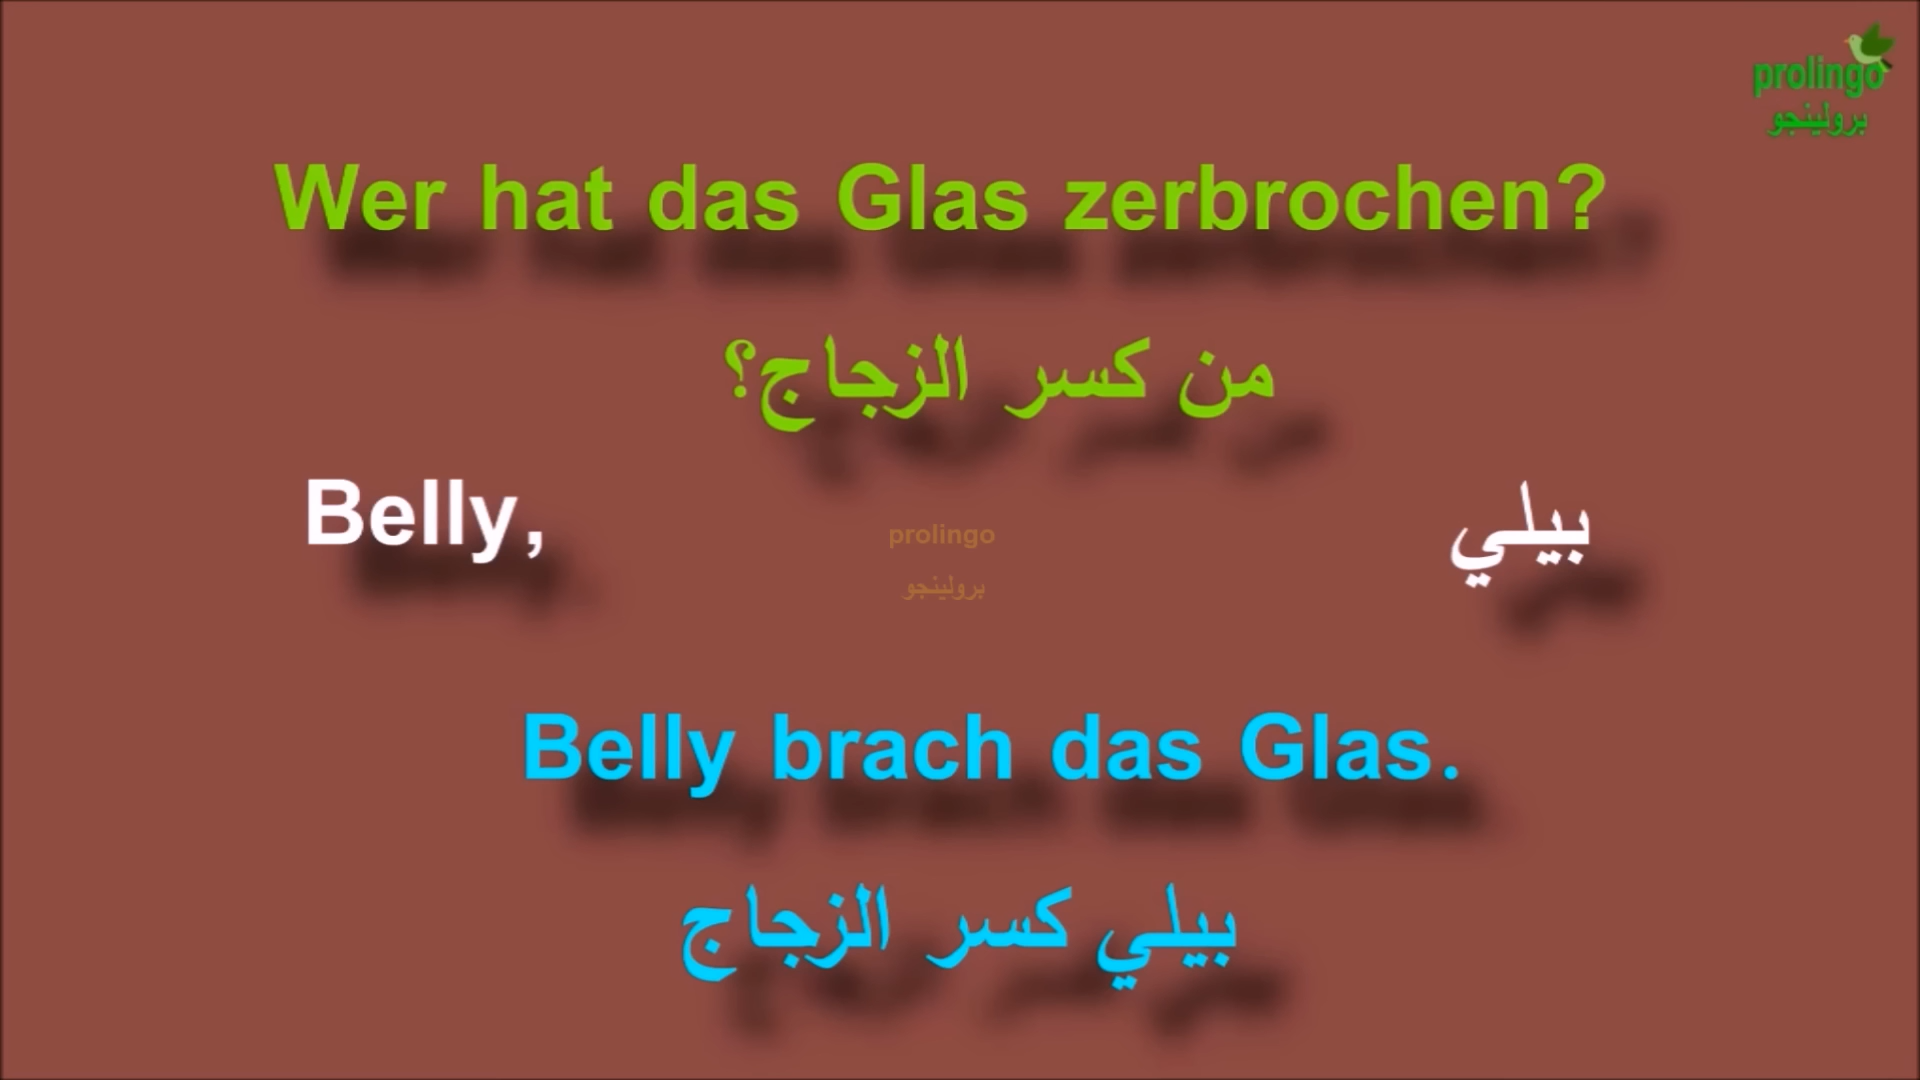 prolingo
برولينجو
Wer hat das Glas zerbrochen?
من كسر الزجاج؟
Belly,
بيلي
prolingo
برولينجو
Belly brach das Glas.
بيلي كسر الزجاج